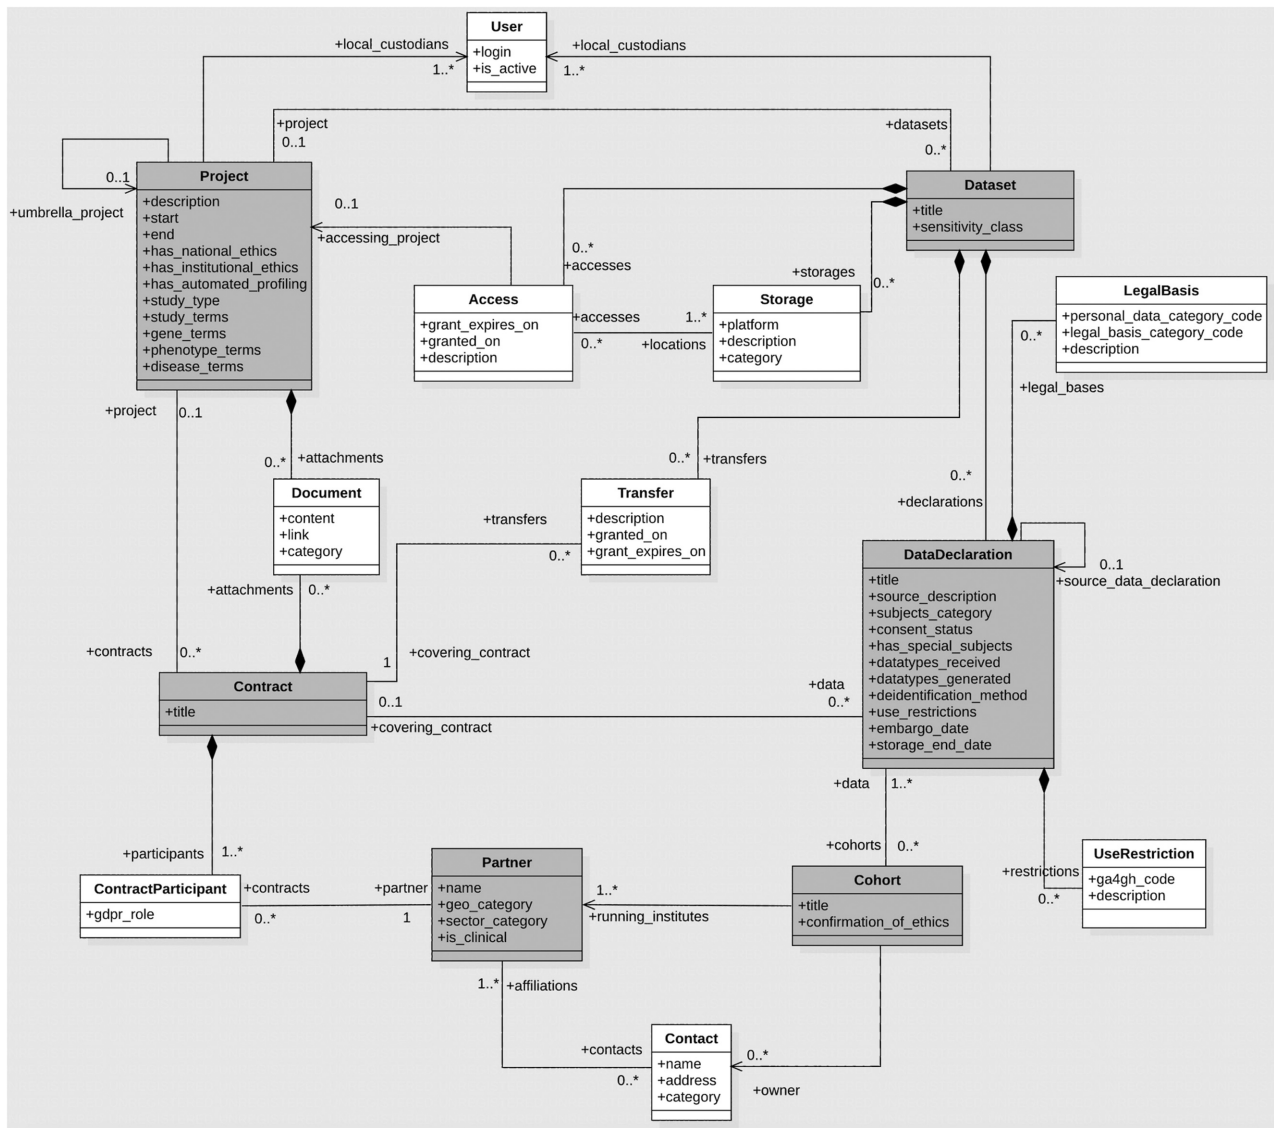 User
+login
+is_active
+local_custodians
1..*
+local_custodians
1..*
+project
0..1
+datasets
0..*
0..1
+umbrella_project
Project
+description
+start
+end
+has_national_ethics
+has_institutional_ethics
+has_automated_profiling
+study_type
+study_terms
+gene_terms
+phenotype_terms
+disease_terms
0..1
+accessing_project
Dataset
+title
+sensitivity_class
0..*
+accesses
+storages
0..*
Access
+grant_expires_on
+granted_on
+description
+accesses
0..*
1..*
+locations
Storage
+platform
+description
+category
LegalBasis
+personal_data_category_code
+legal_basis_category_code
+description
0..*
+legal_bases
+project
0..1
0..*
+attachments
Document
+content
+link
+category
+attachments
0..*
0..*
+transfers
Transfer
+description
+granted_on
+grant_expires_on
+transfers
0..*
0..*
+declarations
DataDeclaration
+title
+source_description
+subjects_category
+consent_status
+has_special_subjects
+datatypes_received
+datatypes_generated
+deidentification_method
+use_restrictions
+embargo_date
+storage_end_date
0..1
+source_data_declaration
+contracts
0..*
1
+covering_contract
Contract
+title
0..1
+covering_contract
+data
0..*
+data
1..*
+cohorts
0..*
+participants
1..*
ContractParticipant
+gdpr_role
+contracts
0..*
+partner
1
Partner
+name
+geo_category
+sector_category
+is_clinical
1..*
+running_institutes
Cohort
+title
+confirmation_of_ethics
+restrictions
0..*
UseRestriction
+ga4gh_code
+description
1..*
+affiliations
+contacts
0..*
Contact
+name
+address
+category
0..*
+owner